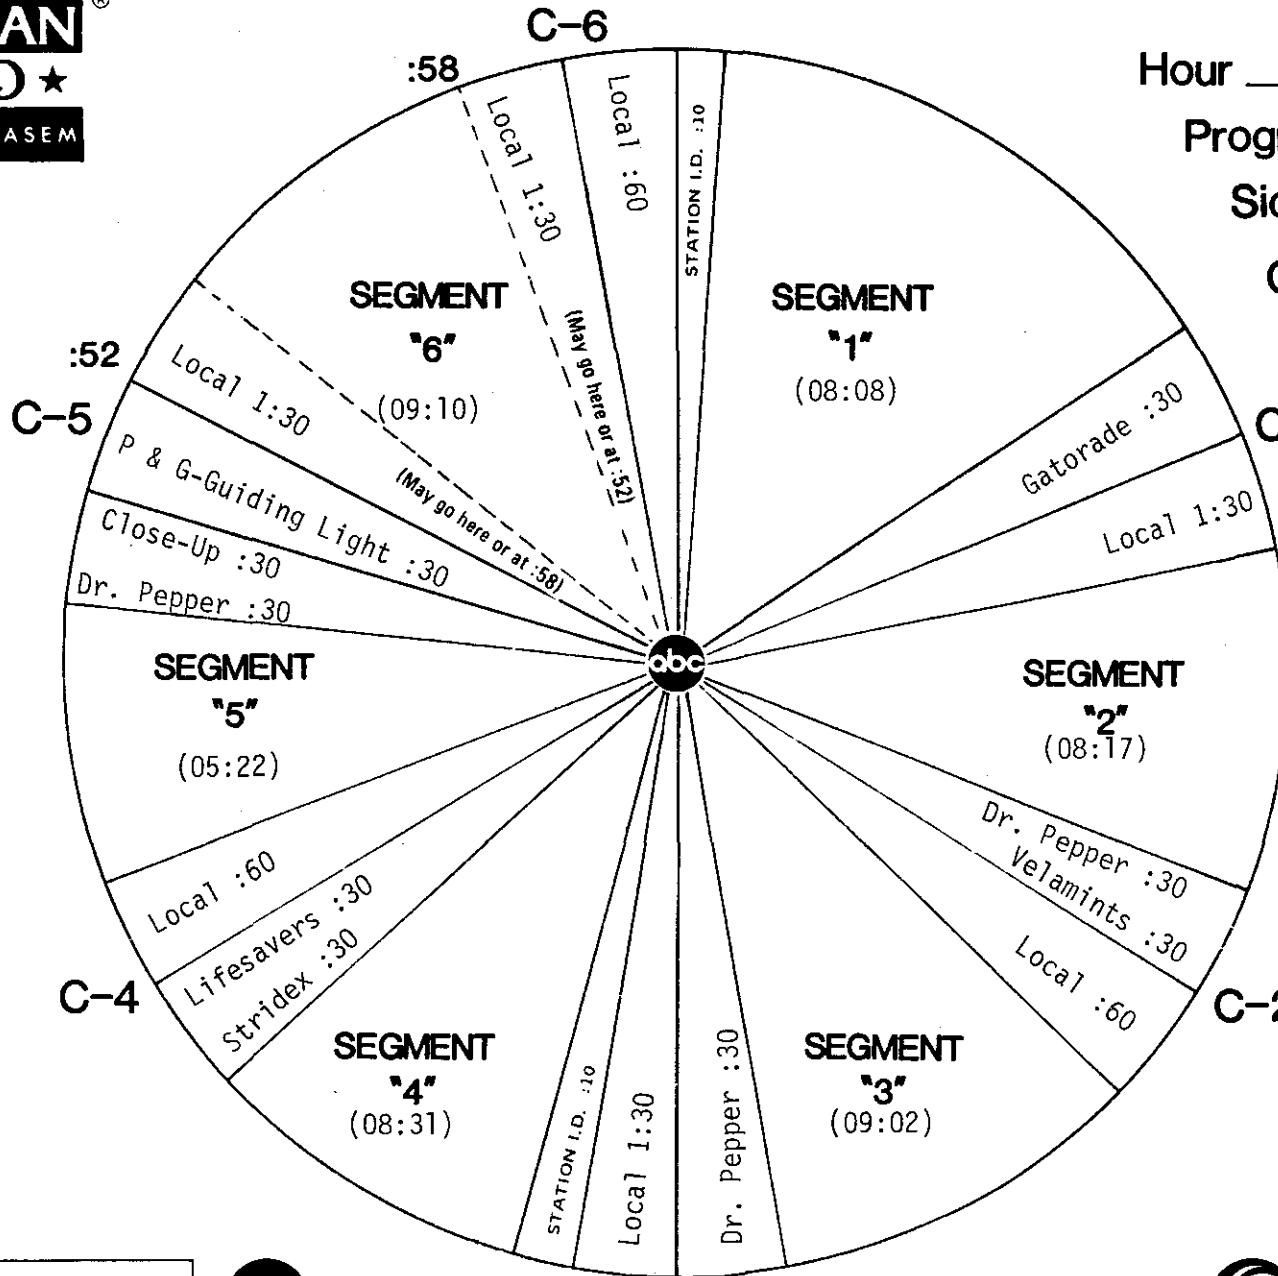 AN ®
★
ASEM
C-6
:58
Hour
Local :60
STATION I.D. :10
Local 1:30
(May go here or at :52)
SEGMENT
"1"
(08:08)
Gatorade :30
Local 1:30
SEGMENT
"2"
(08:17)
Dr. Pepper :30
Velamints :30
C-2
Local :60
SEGMENT
"3"
(09:02)
Dr. Pepper :30
Local 1:30
STATION I.D. :10
SEGMENT
"4"
(08:31)
C-4
Stridex :30
Lifesavers :30
Local :60
SEGMENT
"5"
(05:22)
Dr. Pepper :30
Close-Up :30
P & G-Guiding Light :30
C-5
:52
Local 1:30
(May go here or at :58)
SEGMENT
"6"
(09:10)
abc